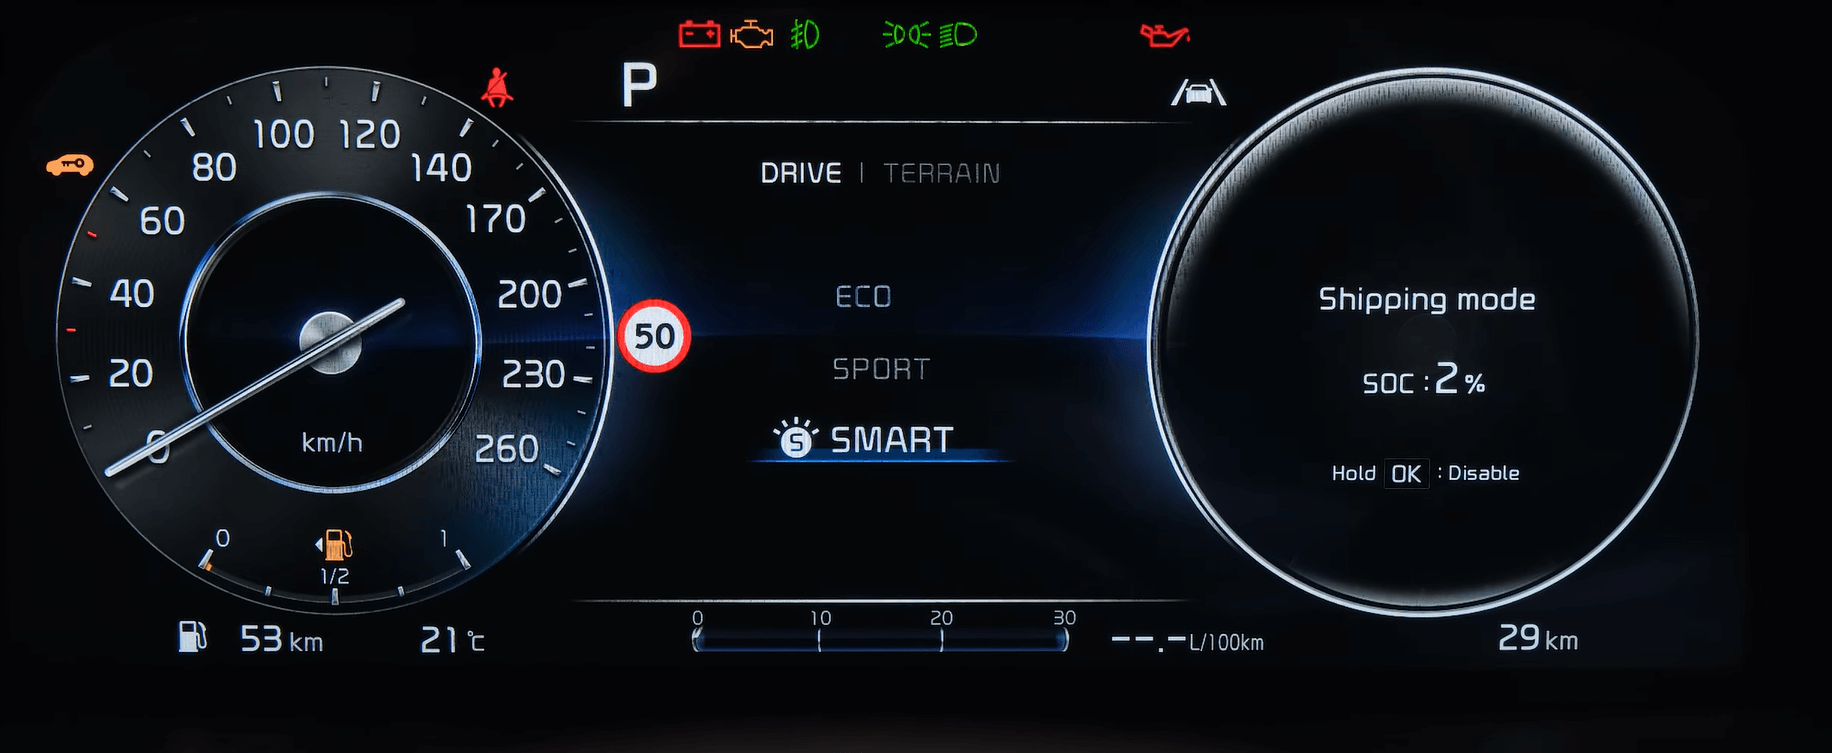 P
DRIVE | TERRAIN
100 120
80 140
60 170
40 200
20 230
0 260
km/h
50
ECO
SPORT
S SMART
Shipping mode
SOC : 2 %
Hold OK : Disable
0 1
1/2
53 km 21 °C
0 10 20 30
--.- L/100km
29 km